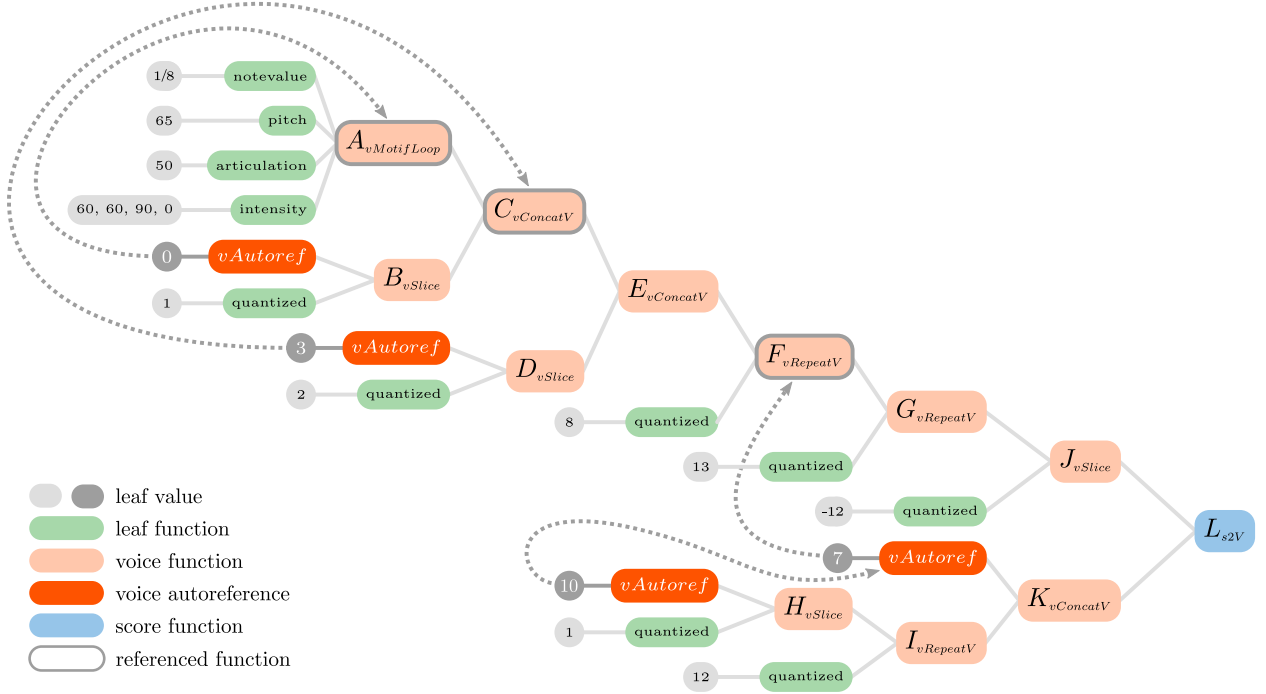 1/8 notevalue
65 pitch
A vMotifLoop
50 articulation
60, 60, 90, 0 intensity
C vConcatV
0 vAutoref
B vSlice
1 quantized
E vConcatV
3 vAutoref
F vRepeatV
D vSlice
2 quantized
G vRepeatV
8 quantized
J vSlice
13 quantized
leaf value
-12 quantized
leaf function
L s2V
voice function
7 vAutoref
10 vAutoref
voice autoreference
K vConcatV
H vSlice
score function
1 quantized
I vRepeatV
referenced function
12 quantized